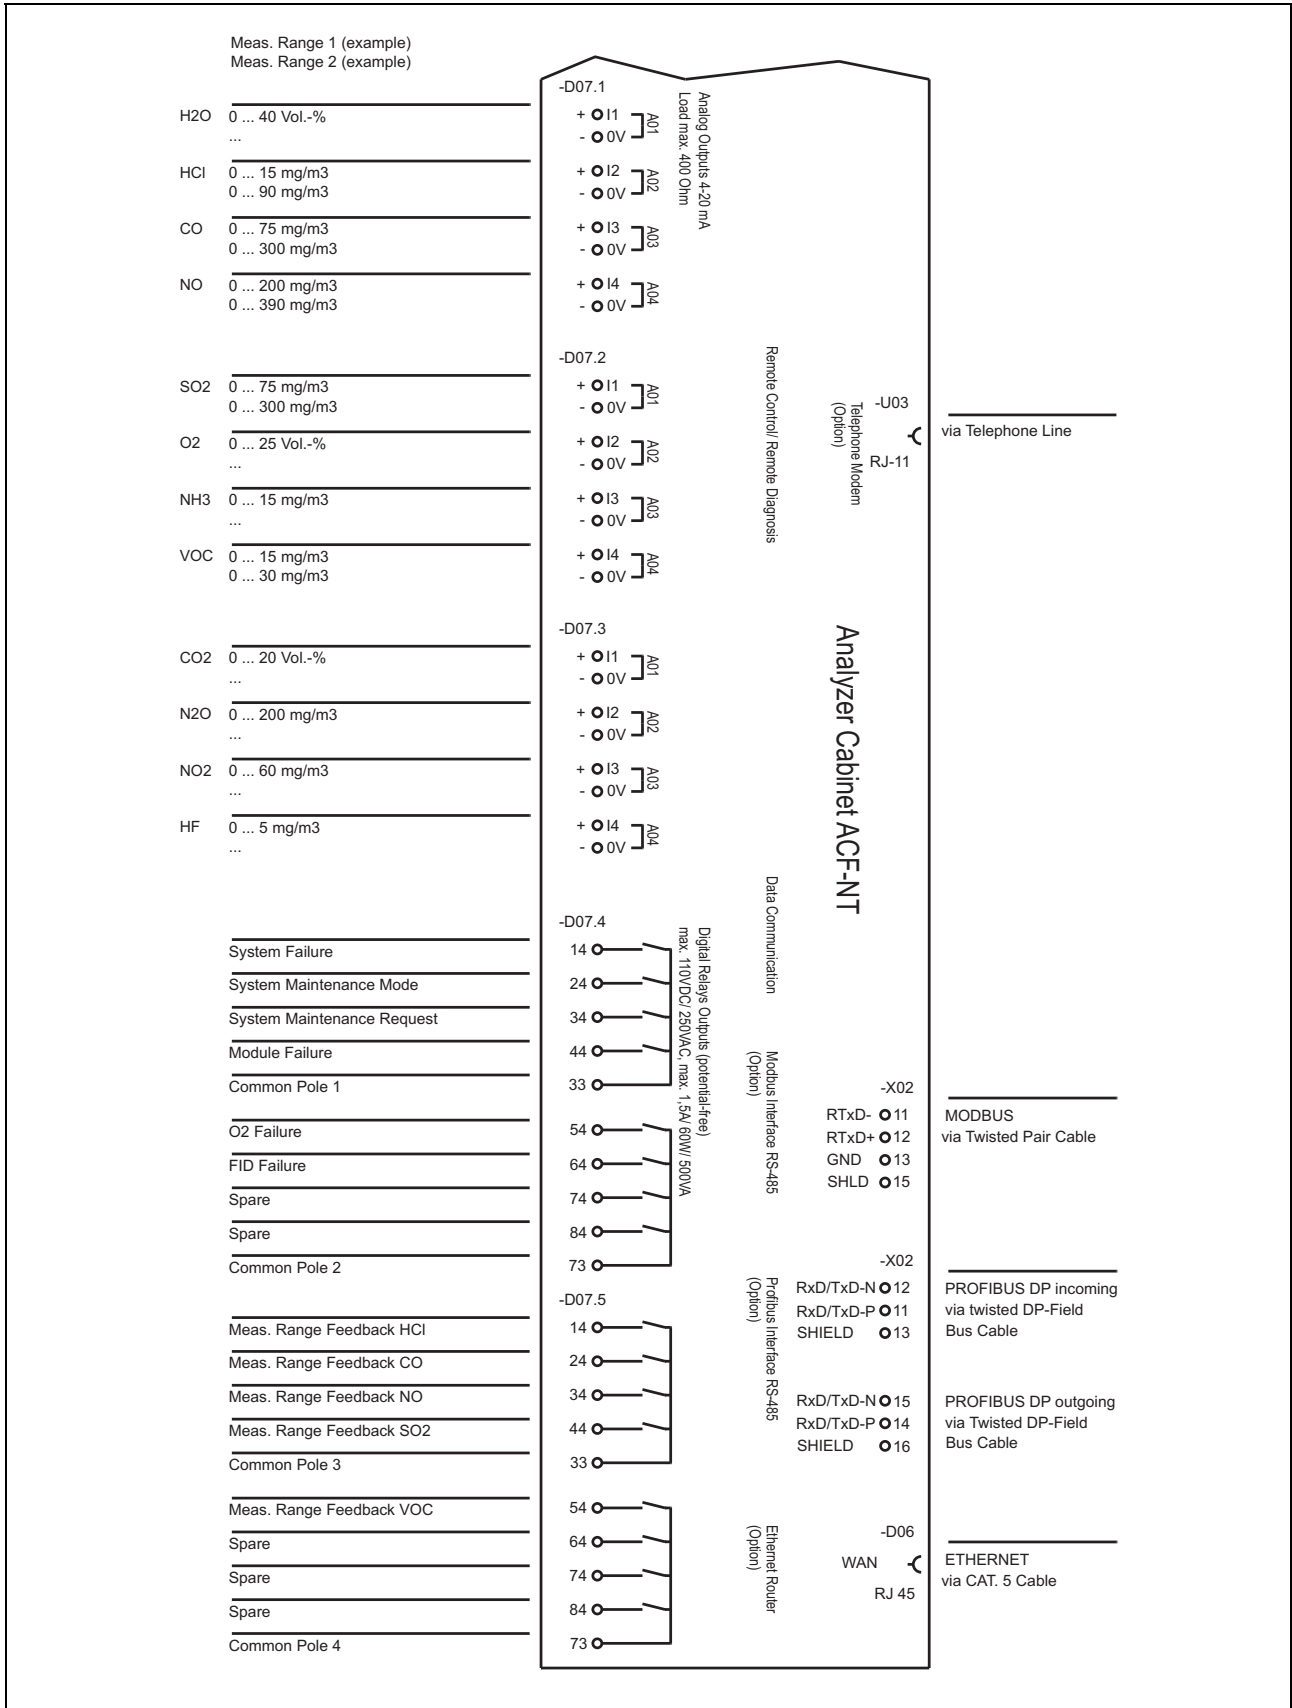 Meas. Range 1 (example)
Meas. Range 2 (example)
-D07.1
H2O 0 ... 40 Vol.-% + I1 A01
... - 0V
HCl 0 ... 15 mg/m3 + I2 A02
0 ... 90 mg/m3 - 0V
CO 0 ... 75 mg/m3 + I3 A03
0 ... 300 mg/m3 - 0V
NO 0 ... 200 mg/m3 + I4 A04
0 ... 390 mg/m3 - 0V
Analog Outputs 4-20 mA
Load max. 400 Ohm
-D07.2
SO2 0 ... 75 mg/m3 + I1 A01
0 ... 300 mg/m3 - 0V
O2 0 ... 25 Vol.-% + I2 A02
... - 0V
NH3 0 ... 15 mg/m3 + I3 A03
... - 0V
VOC 0 ... 15 mg/m3 + I4 A04
0 ... 30 mg/m3 - 0V
Remote Control/ Remote Diagnosis
Telephone Modem
(Option)
-U03
RJ-11
via Telephone Line
-D07.3
CO2 0 ... 20 Vol.-% + I1 A01
... - 0V
N2O 0 ... 200 mg/m3 + I2 A02
... - 0V
NO2 0 ... 60 mg/m3 + I3 A03
... - 0V
HF 0 ... 5 mg/m3 + I4 A04
... - 0V
Analyzer Cabinet ACF-NT
Data Communication
-D07.4
System Failure 14
System Maintenance Mode 24
System Maintenance Request 34
Module Failure 44
Common Pole 1 33
O2 Failure 54
FID Failure 64
Spare 74
Spare 84
Common Pole 2 73
Digital Relays Outputs (potential-free)
max. 110VDC/ 250VAC, max. 1,5A/ 60W/ 500VA
Modbus Interface RS-485
(Option)
-X02
RTxD- 11 MODBUS
RTxD+ 12 via Twisted Pair Cable
GND 13
SHLD 15
-D07.5
Meas. Range Feedback HCl 14
Meas. Range Feedback CO 24
Meas. Range Feedback NO 34
Meas. Range Feedback SO2 44
Common Pole 3 33
Meas. Range Feedback VOC 54
Spare 64
Spare 74
Spare 84
Common Pole 4 73
Profibus Interface RS-485
(Option)
-X02
RxD/TxD-N 12 PROFIBUS DP incoming
RxD/TxD-P 11 via twisted DP-Field
SHIELD 13 Bus Cable
RxD/TxD-N 15 PROFIBUS DP outgoing
RxD/TxD-P 14 via Twisted DP-Field
SHIELD 16 Bus Cable
Ethernet Router
(Option)
-D06
WAN ETHERNET
via CAT. 5 Cable
RJ 45